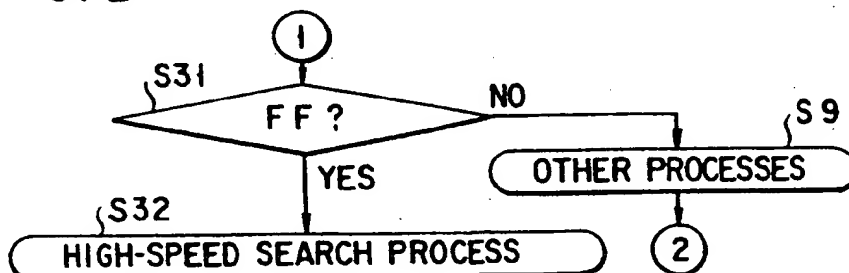 1
S31
FF?
NO
S9
YES
OTHER PROCESSES
S32
HIGH-SPEED SEARCH PROCESS
2